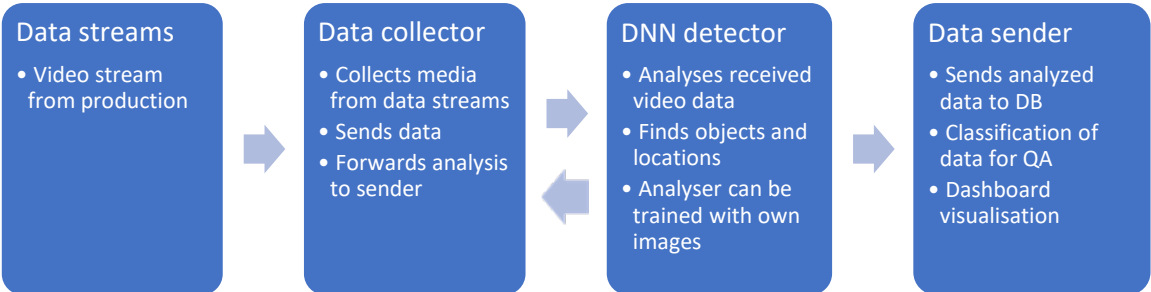 Data streams
• Video stream
from production
Data collector
• Collects media
from data streams
• Sends data
• Forwards analysis
to sender
DNN detector
• Analyses received
video data
• Finds objects and
locations
• Analyser can be
trained with own
images
Data sender
• Sends analyzed
data to DB
• Classification of
data for QA
• Dashboard
visualisation